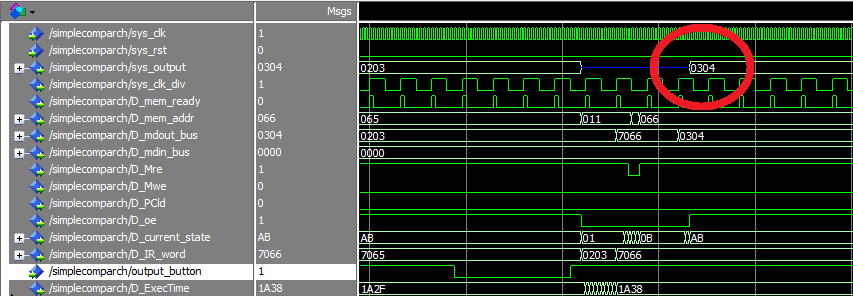 Msgs
/simplecomparch/sys_clk 1
/simplecomparch/sys_rst 0
/simplecomparch/sys_output 0304 0203 0304
/simplecomparch/sys_clk_div 1
/simplecomparch/D_mem_ready 0
/simplecomparch/D_mem_addr 066 065 011 066
/simplecomparch/D_mdout_bus 0304 0203 7066 0304
/simplecomparch/D_mdin_bus 0000 0000
/simplecomparch/D_Mre 0
/simplecomparch/D_Mwe 0
/simplecomparch/D_PCld 0
/simplecomparch/D_oe 1
/simplecomparch/D_current_state AB AB 01 0B AB
/simplecomparch/D_IR_word 7066 7065 0203 7066
/simplecomparch/output_button 1
/simplecomparch/D_ExecTime 1A38 1A2F 1A38